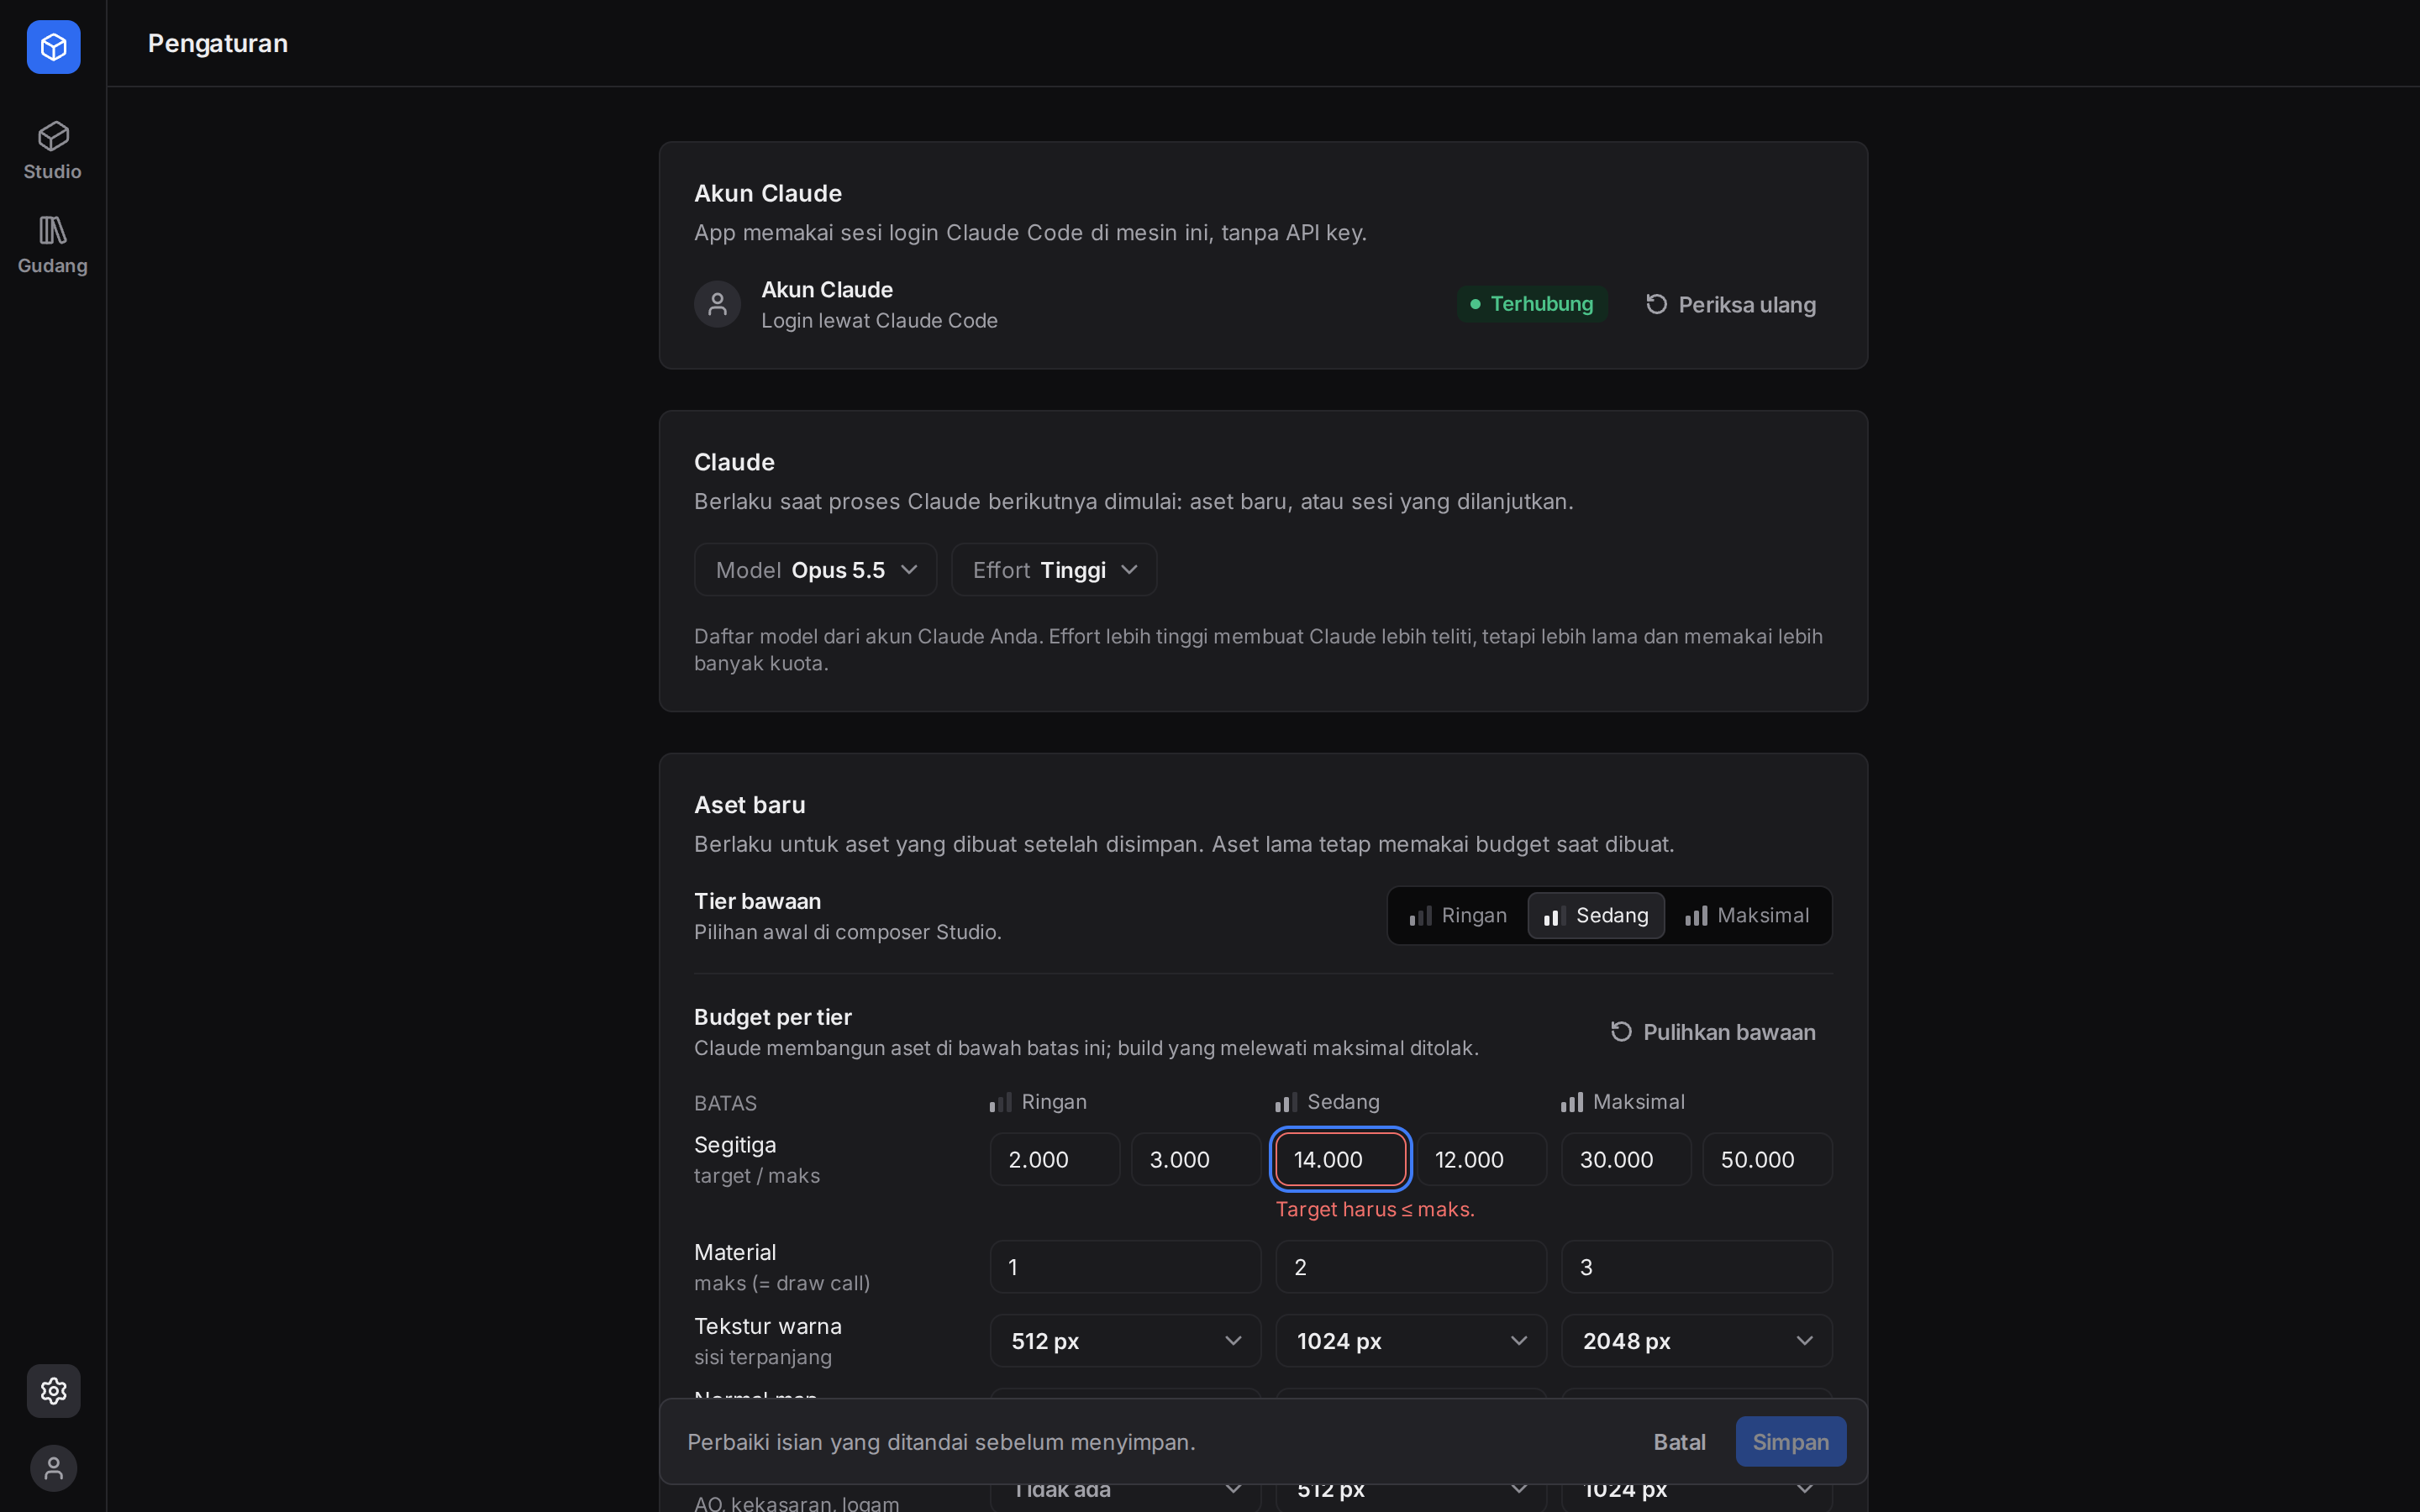 Pengaturan
Studio
Gudang
Akun Claude
App memakai sesi login Claude Code di mesin ini, tanpa API key.
Akun Claude
Login lewat Claude Code
Terhubung
Periksa ulang
Claude
Berlaku saat proses Claude berikutnya dimulai: aset baru, atau sesi yang dilanjutkan.
Model Opus 5.5
Effort Tinggi
Daftar model dari akun Claude Anda. Effort lebih tinggi membuat Claude lebih teliti, tetapi lebih lama dan memakai lebih
banyak kuota.
Aset baru
Berlaku untuk aset yang dibuat setelah disimpan. Aset lama tetap memakai budget saat dibuat.
Tier bawaan
Pilihan awal di composer Studio.
Ringan Sedang Maksimal
Budget per tier
Claude membangun aset di bawah batas ini; build yang melewati maksimal ditolak.
Pulihkan bawaan
BATAS Ringan Sedang Maksimal
Segitiga
target / maks
2.000 3.000 14.000 12.000 30.000 50.000
Target harus ≤ maks.
Material
maks (= draw call)
1 2 3
Tekstur warna
sisi terpanjang
512 px 1024 px 2048 px
Normal map
Perbaiki isian yang ditandai sebelum menyimpan.
Batal
Simpan
AO, kekasaran, logam
Tidak ada 512 px 1024 px